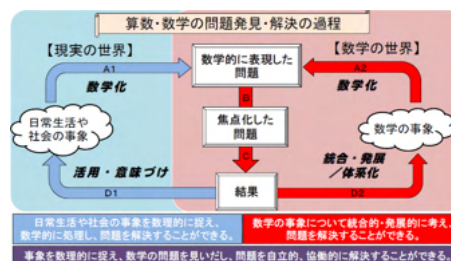 算数・数学の問題発見・解決の過程
【現実の世界】
【数学の世界】
A1
数学的に表現した
問題
A2
数学化
数学化
B
日常生活や
社会の事象
焦点化した
問題
数学の事象
C
活用・意味づけ
統合・発展
/体系化
D1
結果
D2
日常生活や社会の事象を数理的に捉え、
数学的に処理し、問題を解決することができる。
数学の事象について統合的・発展的に考え、
問題を解決することができる。
事象を数理的に捉え、数学の問題を見いだし、問題を自立的、協働的に解決することができる。